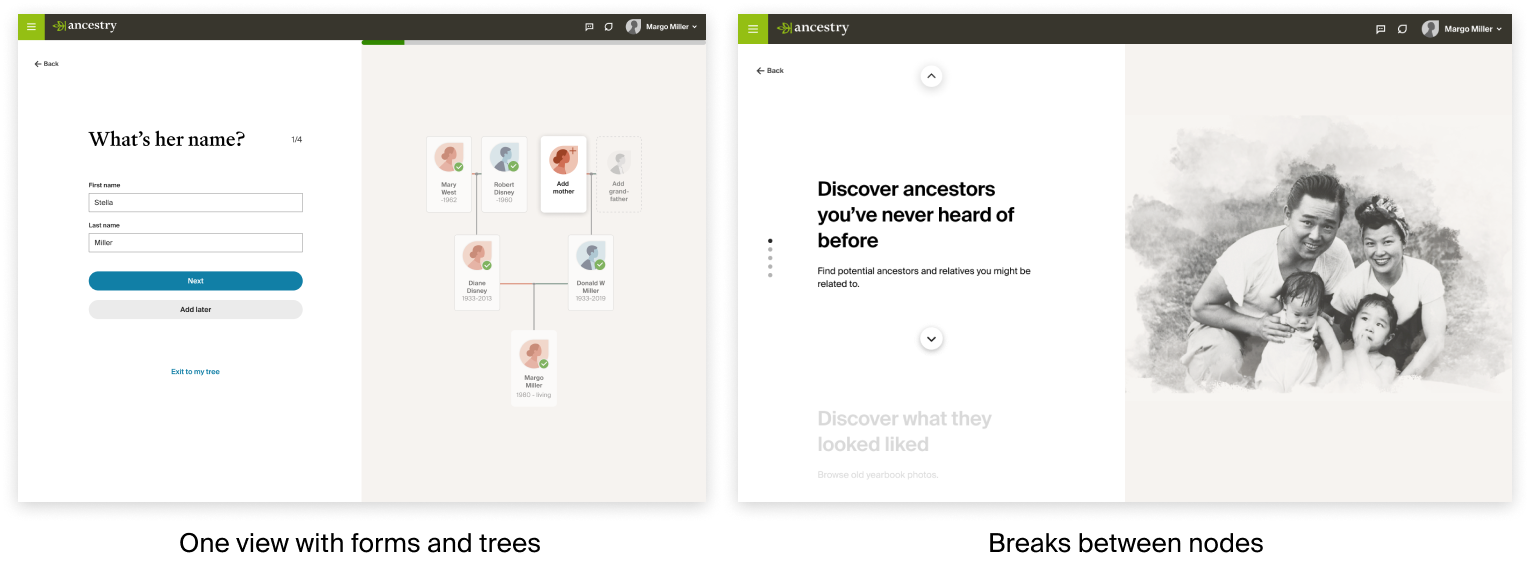 ancestry
Margo Miller
Back
What's her name?
1/4
First name
Stella
Last name
Miller
Next
Add later
Exit to my tree
Mary
West
-1962
Robert
Disney
-1980
Add
mother
Add
grand-
father
Diane
Disney
1933-2013
Donald W
Miller
1933-2019
Margo
Miller
1980 - living
One view with forms and trees
ancestry
Margo Miller
Back
Discover ancestors
you've never heard of
before
Find potential ancestors and relatives you might be
related to.
Discover what they
looked liked
Browse old yearbook photos.
Breaks between nodes